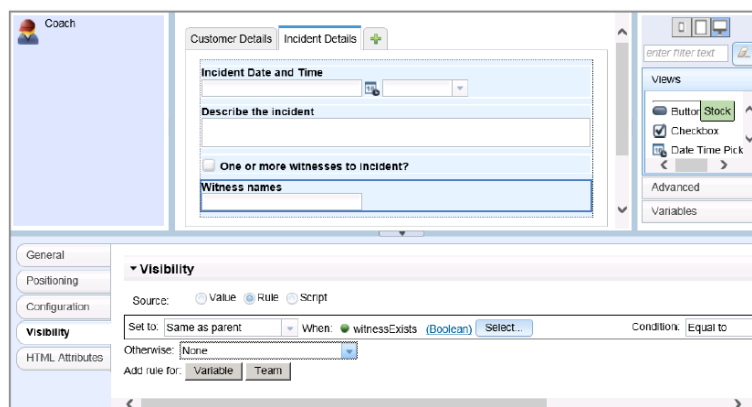 Coach
Customer Details Incident Details
Incident Date and Time
Describe the incident
One or more witnesses to incident?
Witness names
enter filter text
Views
Button Stock
Checkbox
Date Time Pick
Advanced
Variables
General
Positioning
Configuration
Visibility
HTML Attributes
Visibility
Source: Value Rule Script
Set to: Same as parent When: witnessExists (Boolean) Select... Condition: Equal to
Otherwise: None
Add rule for: Variable Team